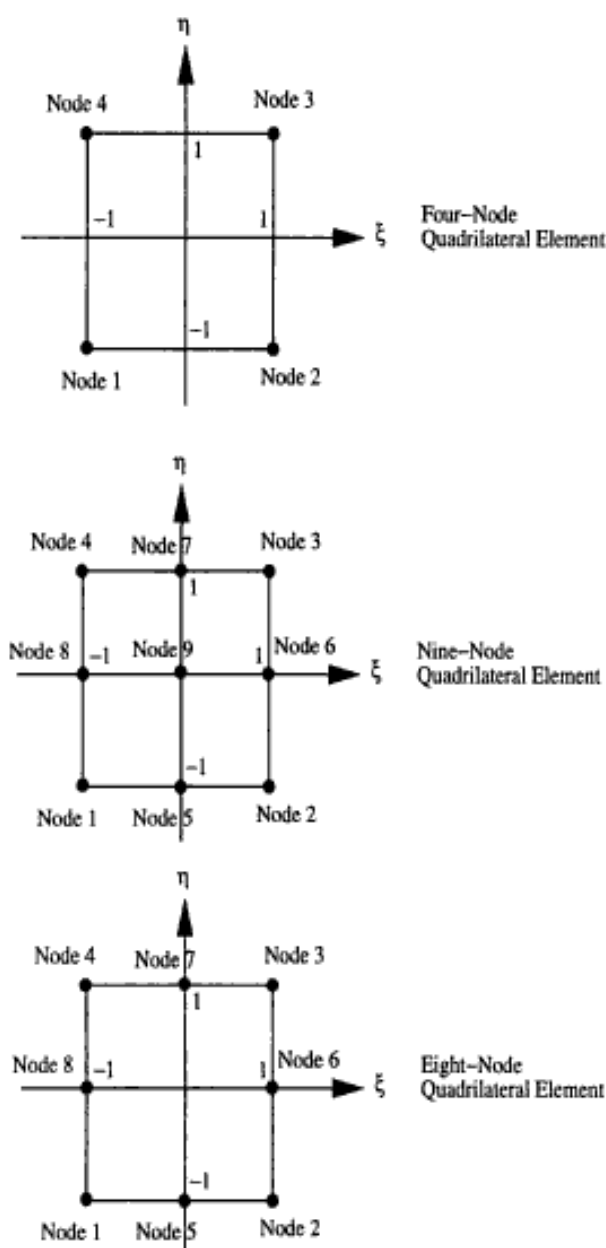 η
Node 4 Node 3
1
−1 1 ξ Four−Node
Quadrilateral Element
−1
Node 1 Node 2
η
Node 4 Node 7 Node 3
1
Node 8 −1 Node 9 1 Node 6 Nine−Node
ξ Quadrilateral Element
−1
Node 1 Node 5 Node 2
η
Node 4 Node 7 Node 3
1
Node 8 −1 1 Node 6 Eight−Node
ξ Quadrilateral Element
−1
Node 1 Node 5 Node 2